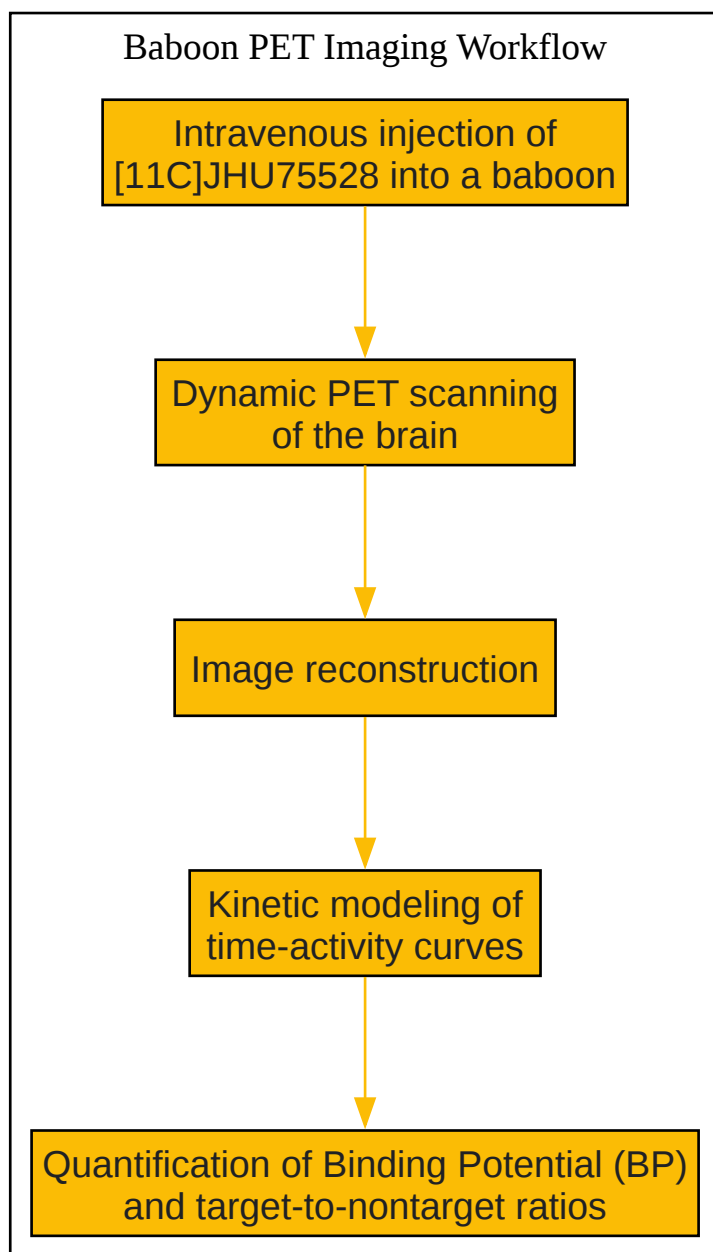 Baboon PET Imaging Workflow
Intravenous injection of
[11C]JHU75528 into a baboon
Dynamic PET scanning
of the brain
Image reconstruction
Kinetic modeling of
time-activity curves
Quantification of Binding Potential (BP)
and target-to-nontarget ratios